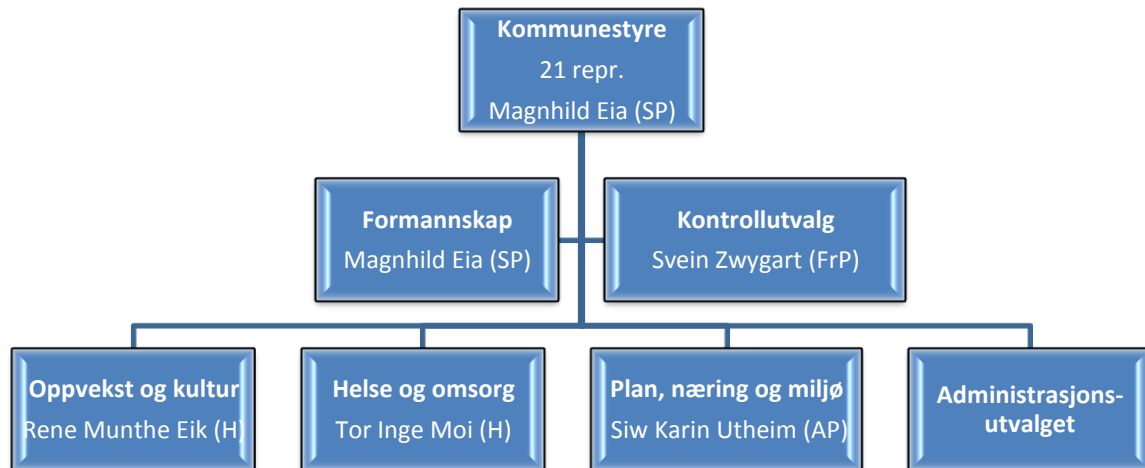 Kommunestyre
21 repr.
Magnhild Eia (SP)
Formannskap
Magnhild Eia (SP)
Kontrollutvalg
Svein Zwygart (FrP)
Oppvekst og kultur
Rene Munthe Eik (H)
Helse og omsorg
Tor Inge Moi (H)
Plan, næring og miljø
Siw Karin Utheim (AP)
Administrasjons-
utvalget